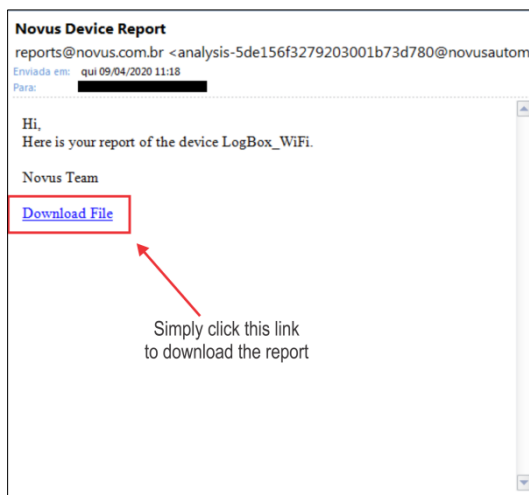 Novus Device Report
reports@novus.com.br <analysis-5de156f3279203001b73d780@novusautom
Enviada em: qui 09/04/2020 11:18
Para:
Hi,
Here is your report of the device LogBox_WiFi.
Novus Team
Download File
Simply click this link
to download the report